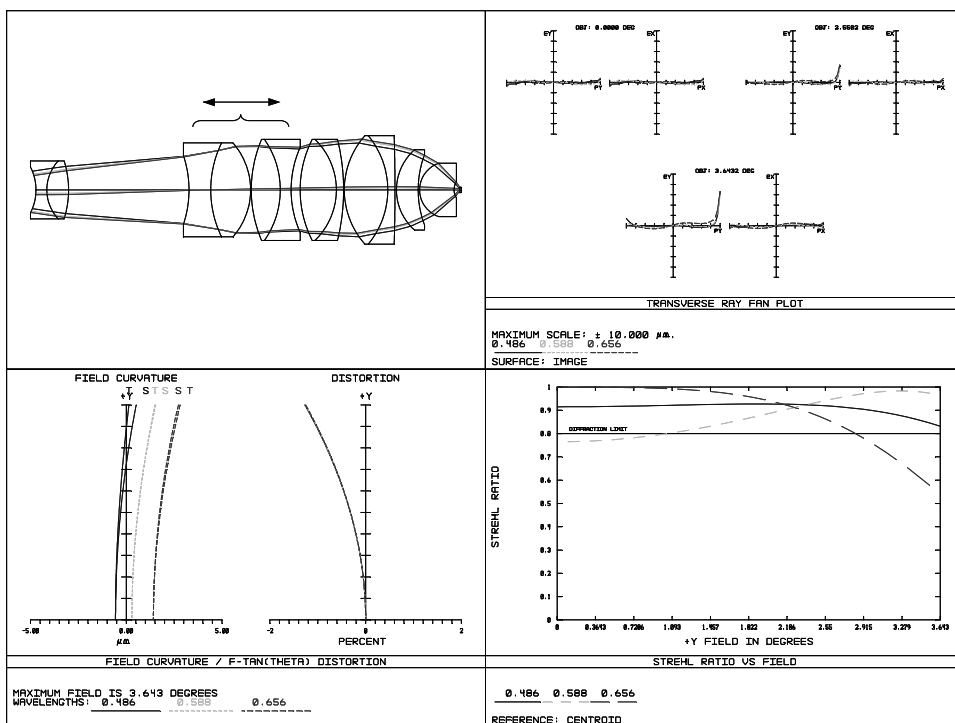 OBJ: 0.0000 DEG
EY
EX
PY
PX
OBJ: 2.5502 DEG
EY
EX
PY
PX
OBJ: 3.6432 DEG
EY
EX
PY
PX
TRANSVERSE RAY FAN PLOT
MAXIMUM SCALE: ± 10.000 µm.
0.486 0.588 0.656
SURFACE: IMAGE
FIELD CURVATURE
T S T S S T
+Y
-5.00 0.00 5.00
µm
DISTORTION
+Y
-2 0 2
PERCENT
FIELD CURVATURE / F-TAN(THETA) DISTORTION
MAXIMUM FIELD IS 3.643 DEGREES
WAVELENGTHS: 0.486 0.588 0.656
1
0.9
DIFFRACTION LIMIT
0.8
0.7
0.6
0.5
0.4
0.3
0.2
0.1
0
STREHL RATIO
0 0.3643 0.7286 1.093 1.457 1.822 2.186 2.55 2.915 3.279 3.643
+Y FIELD IN DEGREES
STREHL RATIO VS FIELD
0.486 0.588 0.656
REFERENCE: CENTROID